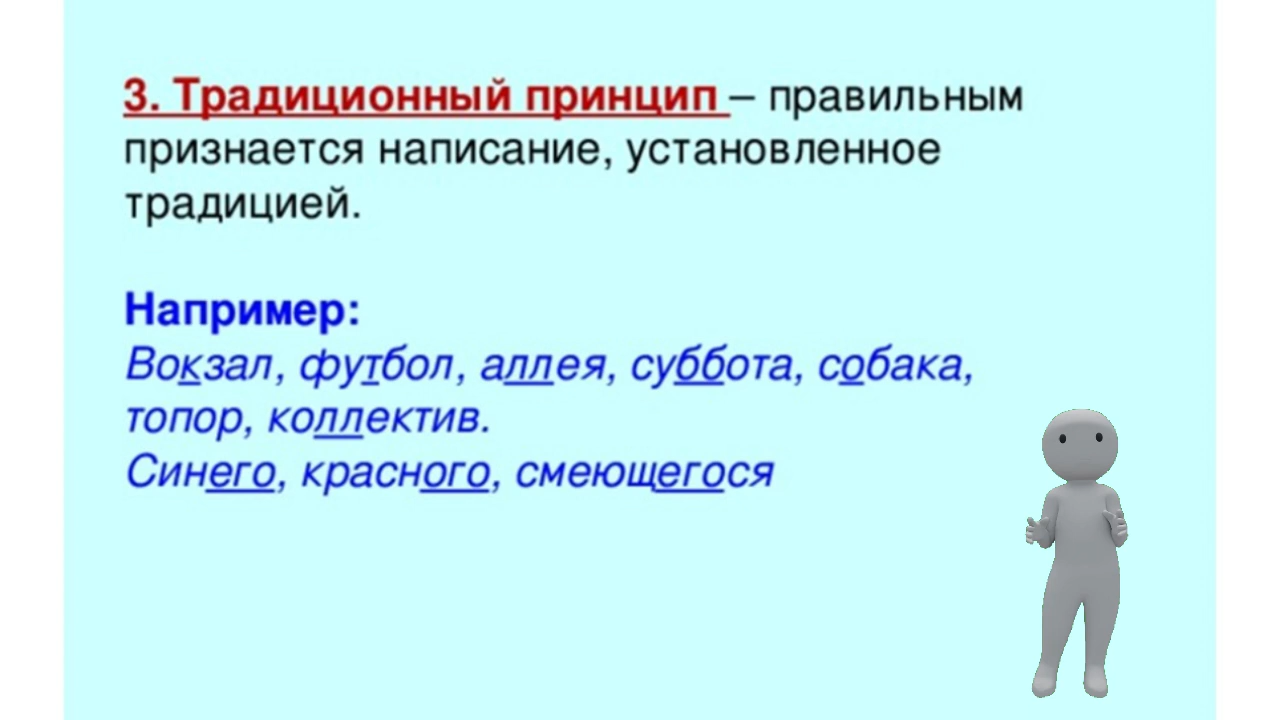 3. Традиционный принцип – правильным
признается написание, установленное
традицией.
Например:
Вокзал, футбол, аллея, суббота, собака,
топор, коллектив.
Синего, красного, смеющегося